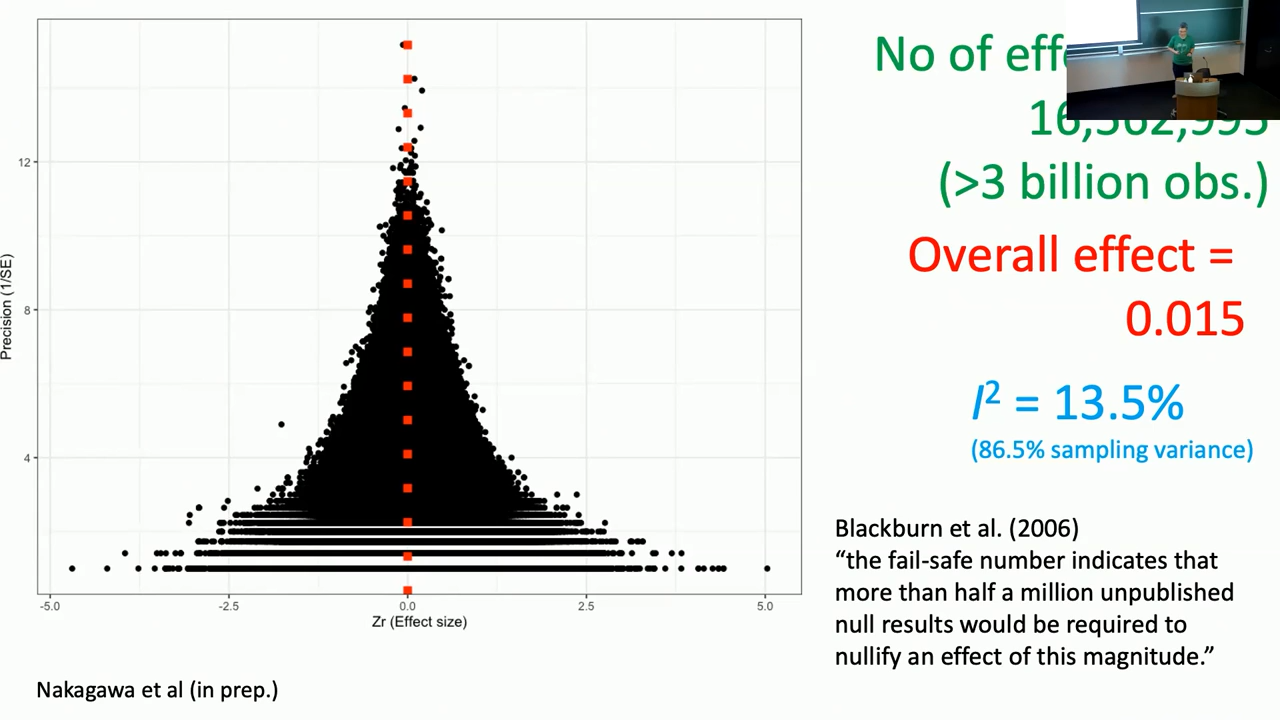 No of
(>3 billion obs.)
Overall effect =
0.015
I² = 13.5%
(86.5% sampling variance)
Blackburn et al. (2006)
“the fail-safe number indicates that
more than half a million unpublished
null results would be required to
nullify an effect of this magnitude.”
Precision (1/SE)
12
8
4
-5.0
-2.5
0.0
2.5
5.0
Zr (Effect size)
Nakagawa et al (in prep.)